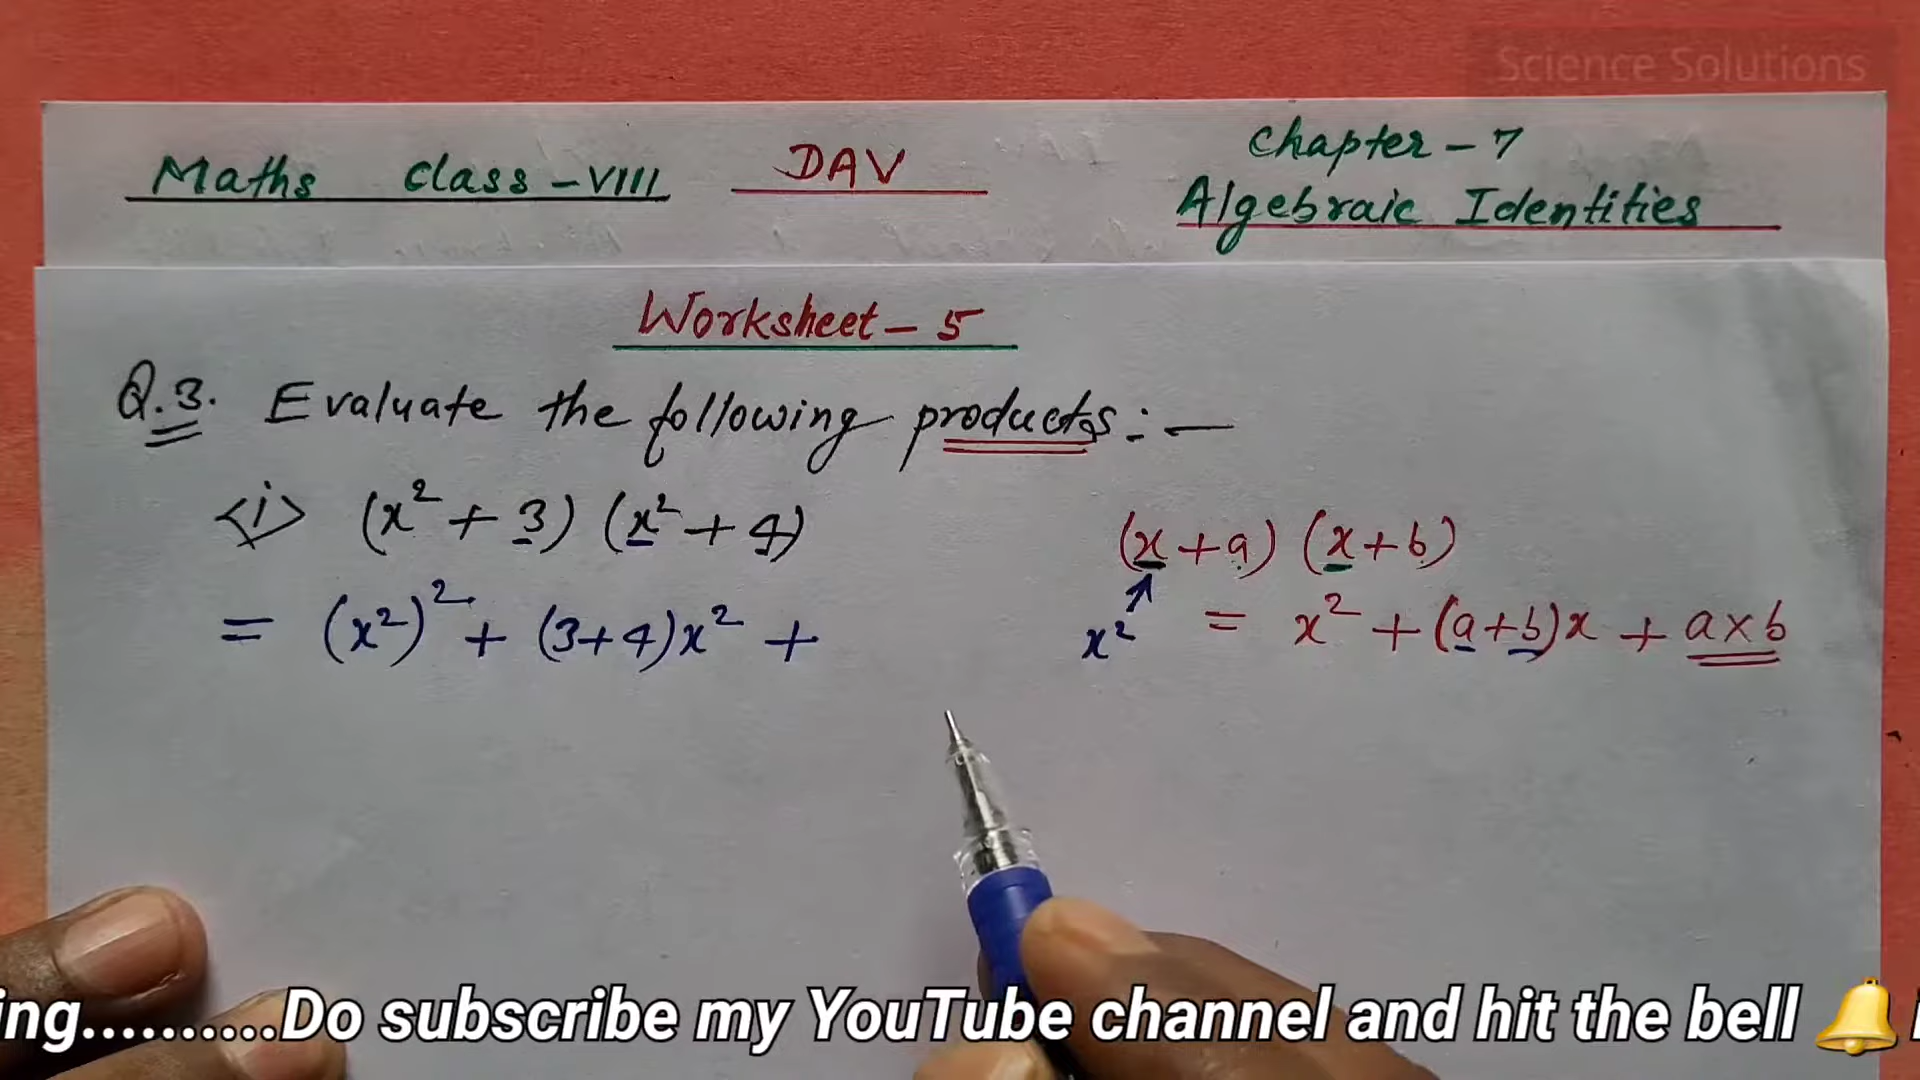 Science Solutions
Maths Class-VIII DAV Chapter-7
Algebraic Identities
Worksheet-5
Q.3. Evaluate the following products:—
<i> (x² + 3) (x² + 4)
= (x²)² + (3+4)x² +
(x+a) (x+b)
x² = x² + (a+b)x + a×b
ing..........Do subscribe my YouTube channel and hit the bell 🔔